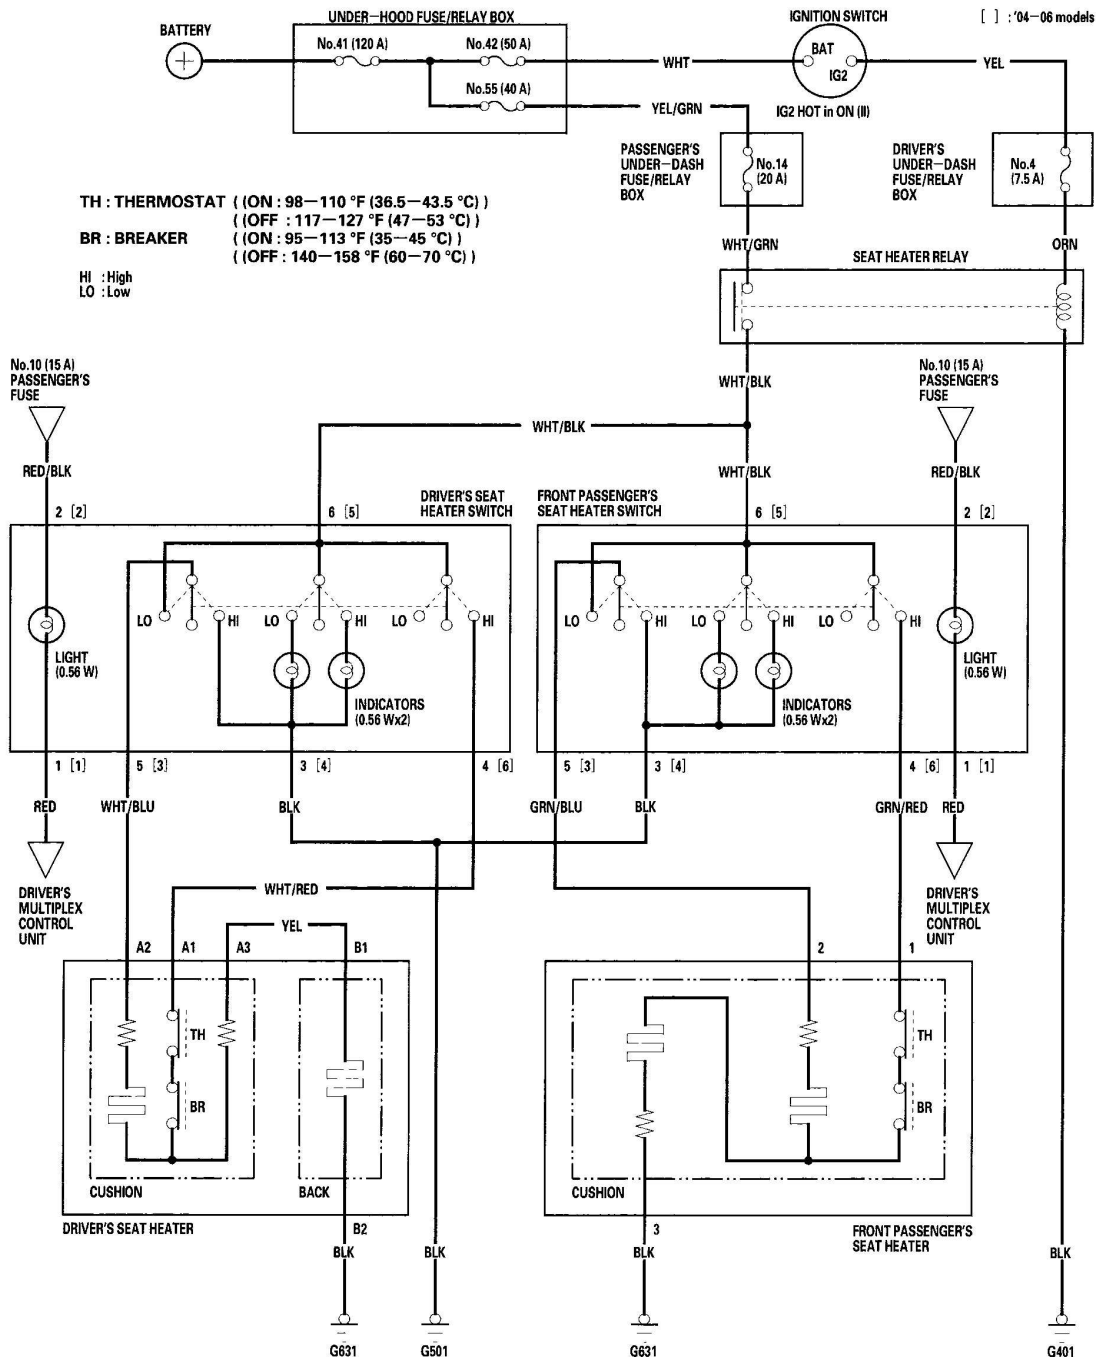 UNDER-HOOD FUSE/RELAY BOX
IGNITION SWITCH
[ ] : '04-06 models
BATTERY
No.41 (120 A)
No.42 (50 A)
BAT
WHT
YEL
IG2
No.55 (40 A)
YEL/GRN
IG2 HOT in ON (II)
PASSENGER'S
UNDER-DASH
FUSE/RELAY
BOX
No.14
(20 A)
DRIVER'S
UNDER-DASH
FUSE/RELAY
BOX
No.4
(7.5 A)
TH : THERMOSTAT ( (ON : 98-110 °F (36.5-43.5 °C) )
( (OFF : 117-127 °F (47-53 °C) )
BR : BREAKER ( (ON : 95-113 °F (35-45 °C) )
( (OFF : 140-158 °F (60-70 °C) )
HI : High
LO : Low
WHT/GRN
ORN
SEAT HEATER RELAY
No.10 (15 A)
PASSENGER'S
FUSE
WHT/BLK
No.10 (15 A)
PASSENGER'S
FUSE
WHT/BLK
RED/BLK
WHT/BLK
RED/BLK
2 [2]
6 [5]
DRIVER'S SEAT
HEATER SWITCH
FRONT PASSENGER'S
SEAT HEATER SWITCH
6 [5]
2 [2]
LO
HI
LO
HI
LO
HI
LO
HI
LO
HI
LO
HI
LIGHT
(0.56 W)
INDICATORS
(0.56 Wx2)
INDICATORS
(0.56 Wx2)
LIGHT
(0.56 W)
1 [1]
5 [3]
3 [4]
4 [6]
5 [3]
3 [4]
4 [6]
1 [1]
RED
WHT/BLU
BLK
GRN/BLU
BLK
GRN/RED
RED
DRIVER'S
MULTIPLEX
CONTROL
UNIT
WHT/RED
YEL
DRIVER'S
MULTIPLEX
CONTROL
UNIT
A2
A1
A3
B1
2
1
TH
BR
TH
BR
CUSHION
BACK
CUSHION
DRIVER'S SEAT HEATER
B2
3
FRONT PASSENGER'S
SEAT HEATER
BLK
BLK
BLK
BLK
G631
G501
G631
G401